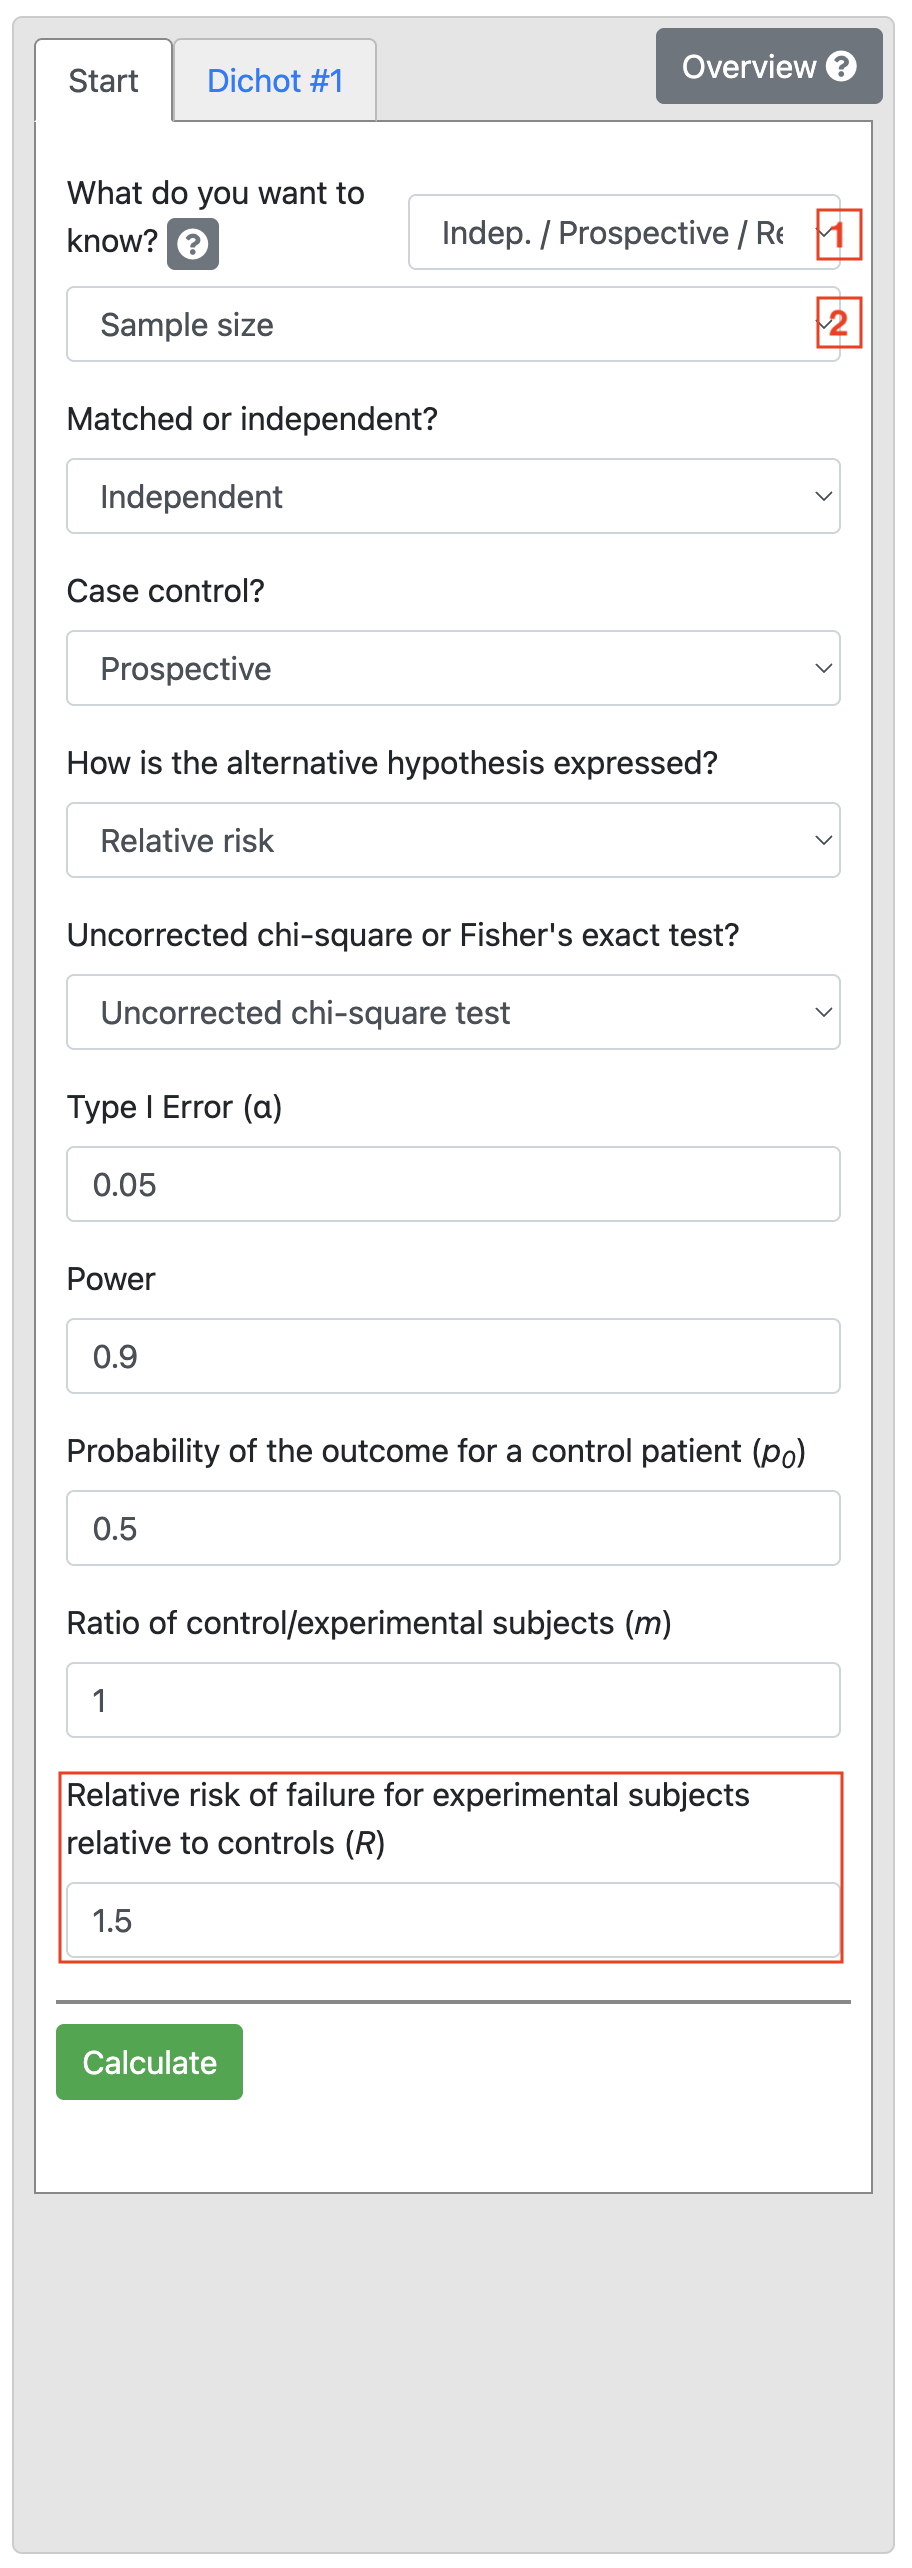 Start
Dichot #1
Overview ?
What do you want to
know? ?
Indep. / Prospective / Re
1
Sample size
2
Matched or independent?
Independent
Case control?
Prospective
How is the alternative hypothesis expressed?
Relative risk
Uncorrected chi-square or Fisher's exact test?
Uncorrected chi-square test
Type I Error (α)
0.05
Power
0.9
Probability of the outcome for a control patient (p₀)
0.5
Ratio of control/experimental subjects (m)
1
Relative risk of failure for experimental subjects
relative to controls (R)
1.5
Calculate